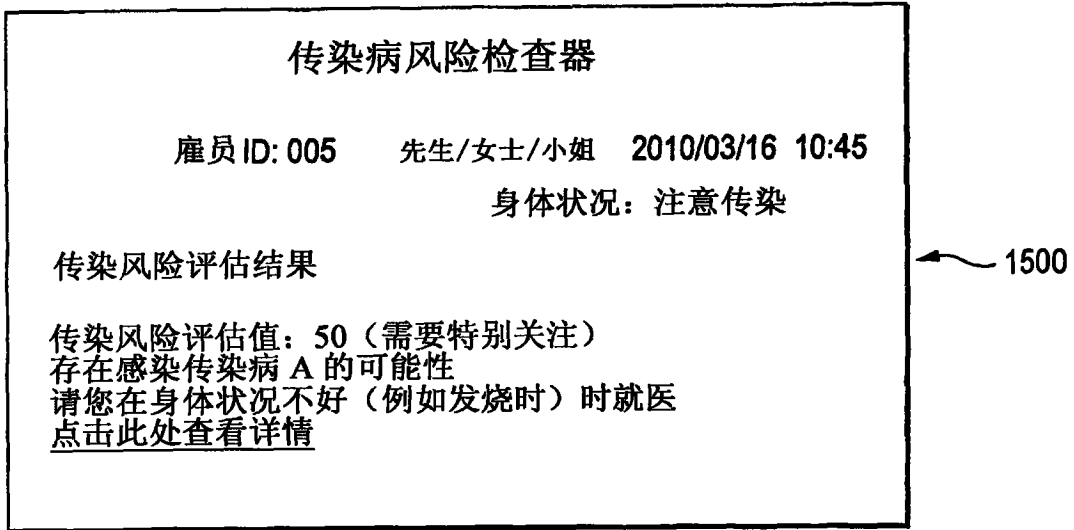 传染病风险检查器
雇员ID: 005 先生/女士/小姐 2010/03/16 10:45
身体状况：注意传染
传染风险评估结果
1500
传染风险评估值：50（需要特别关注）
存在感染传染病 A 的可能性
请您在身体状况不好（例如发烧时）时就医
点击此处查看详情